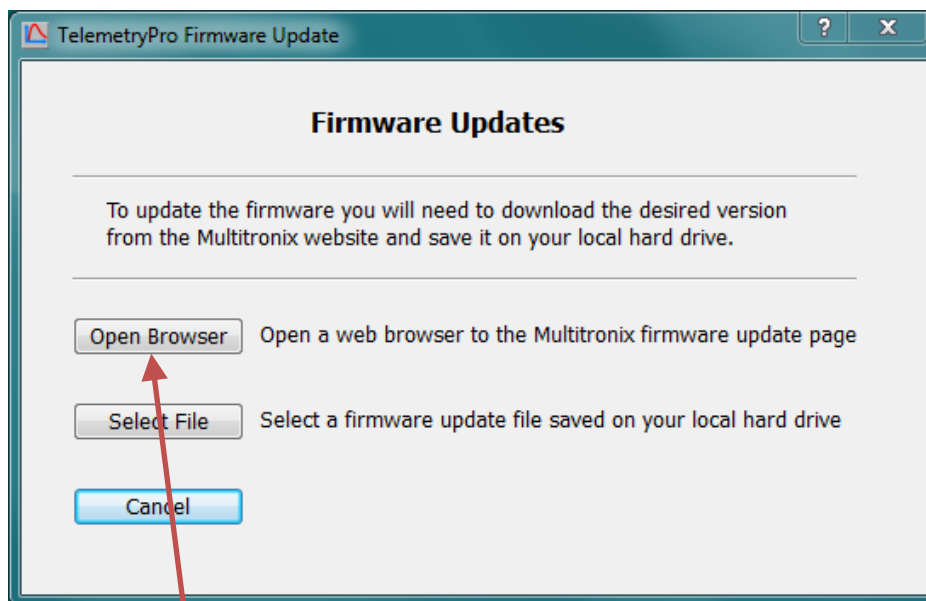 TelemetryPro Firmware Update
?
X
Firmware Updates
To update the firmware you will need to download the desired version
from the Multitronix website and save it on your local hard drive.
Open Browser Open a web browser to the Multitronix firmware update page
Select File Select a firmware update file saved on your local hard drive
Cancel